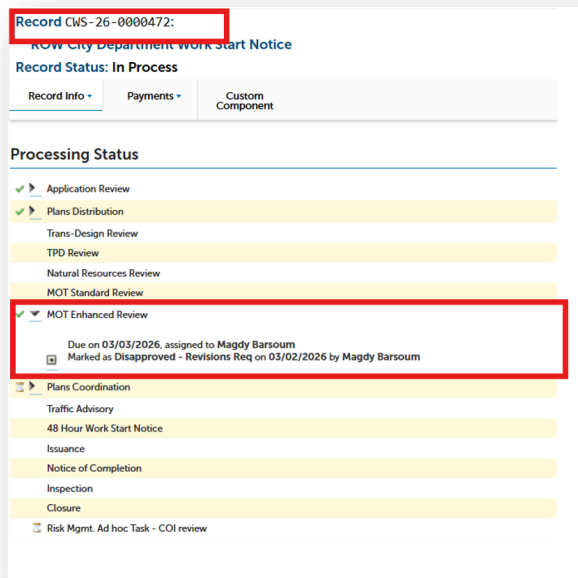 Record CWS-26-0000472:
ROW City Department Work Start Notice
Record Status: In Process
Record Info
Payments
Custom
Component
Processing Status
Application Review
Plans Distribution
Trans-Design Review
TPD Review
Natural Resources Review
MOT Standard Review
MOT Enhanced Review
Due on 03/03/2026, assigned to Magdy Barsoum
Marked as Disapproved - Revisions Req on 03/02/2026 by Magdy Barsoum
Plans Coordination
Traffic Advisory
48 Hour Work Start Notice
Issuance
Notice of Completion
Inspection
Closure
Risk Mgmt. Ad hoc Task - COI review